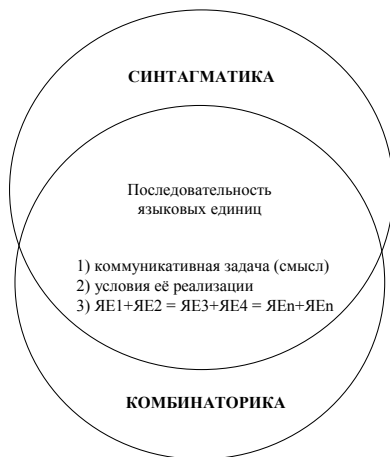 СИНТАГМАТИКА
Последовательность
языковых единиц
1) коммуникативная задача (смысл)
2) условия её реализации
3) ЯЕ1+ЯЕ2 = ЯЕ3+ЯЕ4 = ЯЕn+ЯЕn
КОМБИНАТОРИКА